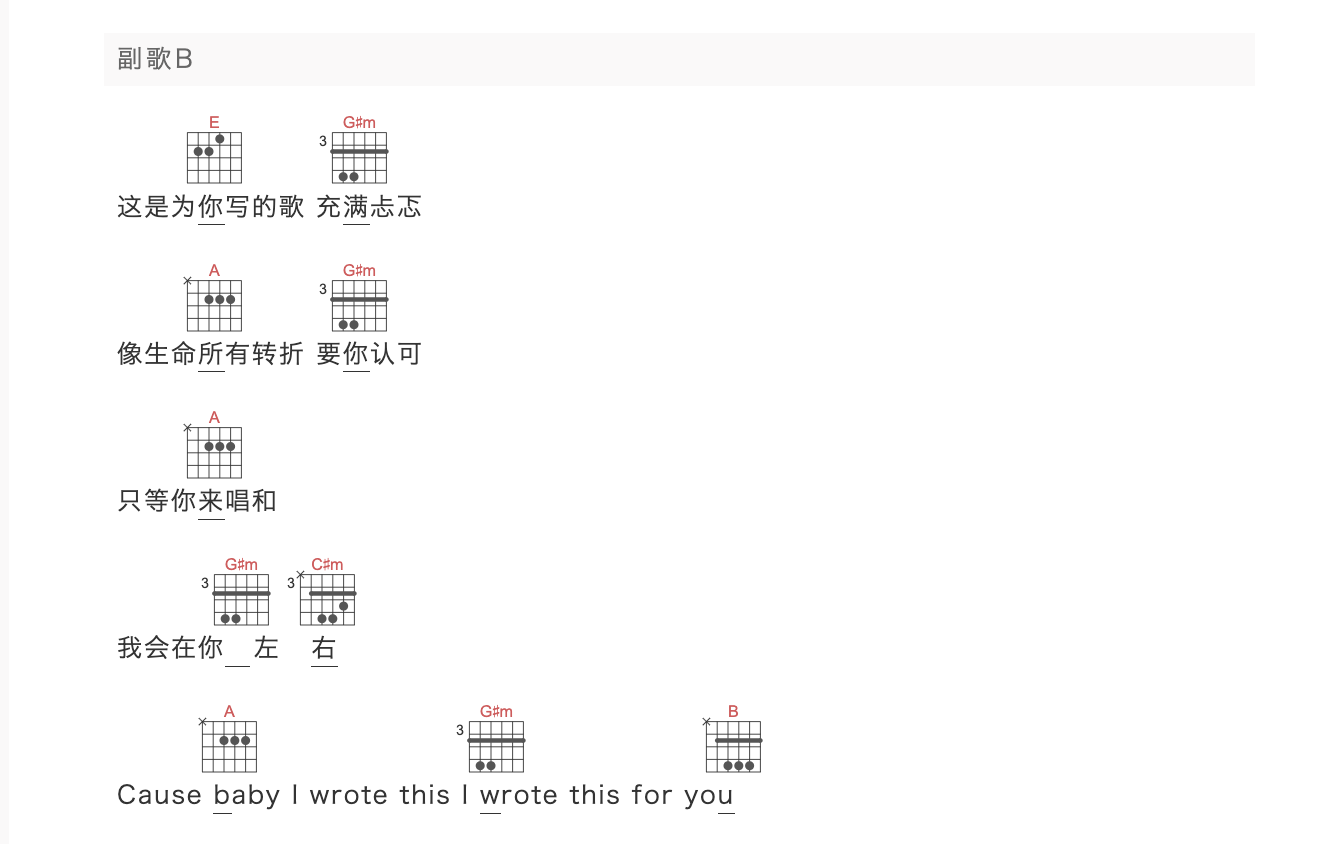 副歌B
E G♯m
3
这是为你写的歌 充满忐忑
A G♯m
× 3
像生命所有转折 要你认可
A
×
只等你来唱和
G♯m C♯m
3 3 ×
我会在你 左 右
A G♯m B
× 3 ×
Cause baby I wrote this I wrote this for you